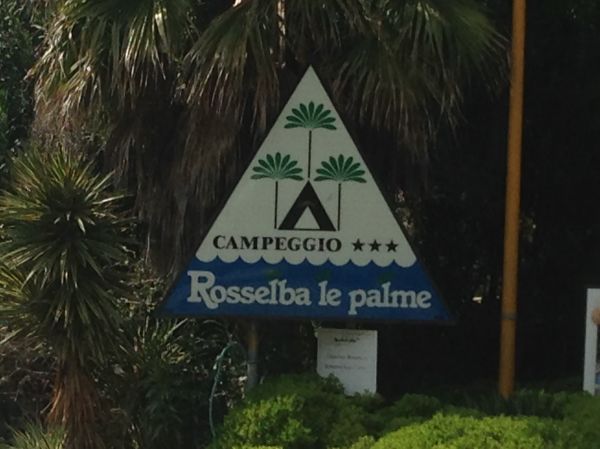 CAMPEGGIO ★★★
Rosselba le palme